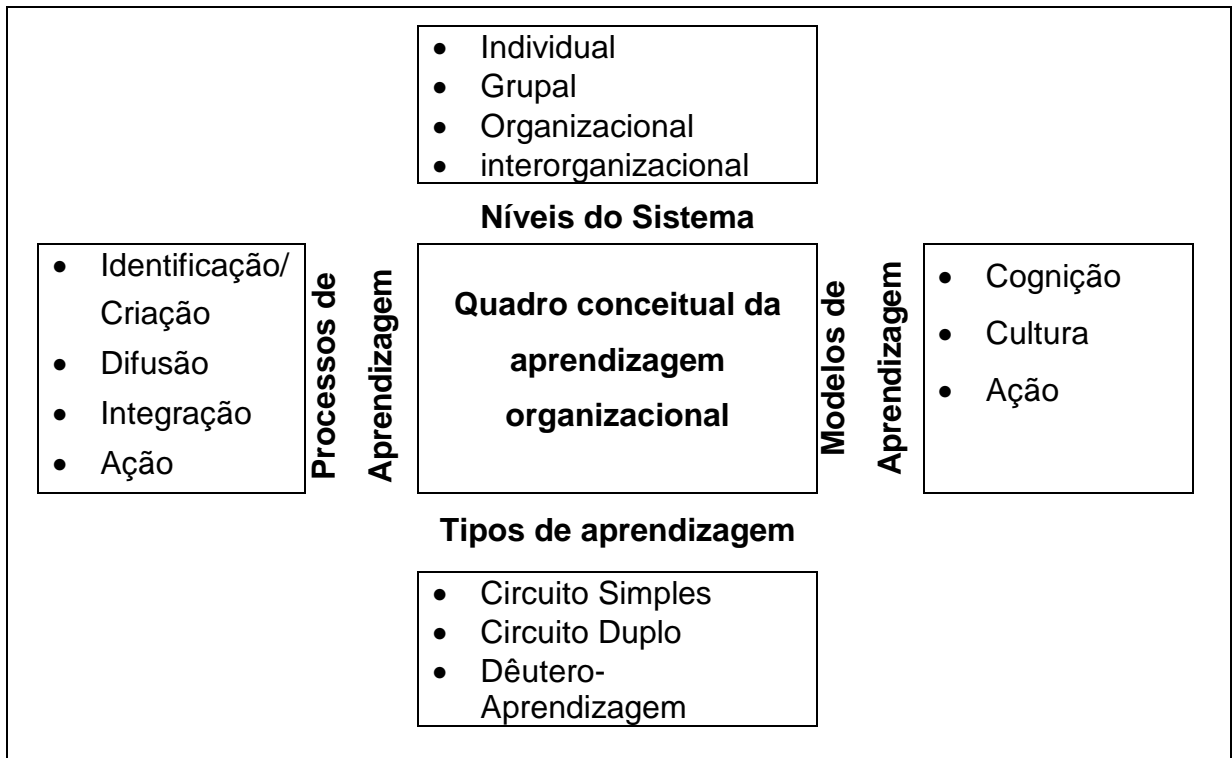 • Individual
• Grupal
• Organizacional
• interorganizacional
Níveis do Sistema
• Identificação/
Criação
• Difusão
• Integração
• Ação
Processos de
Aprendizagem
Quadro conceitual da
aprendizagem
organizacional
Modelos de
Aprendizagem
• Cognição
• Cultura
• Ação
Tipos de aprendizagem
• Circuito Simples
• Circuito Duplo
• Dêutero-
Aprendizagem